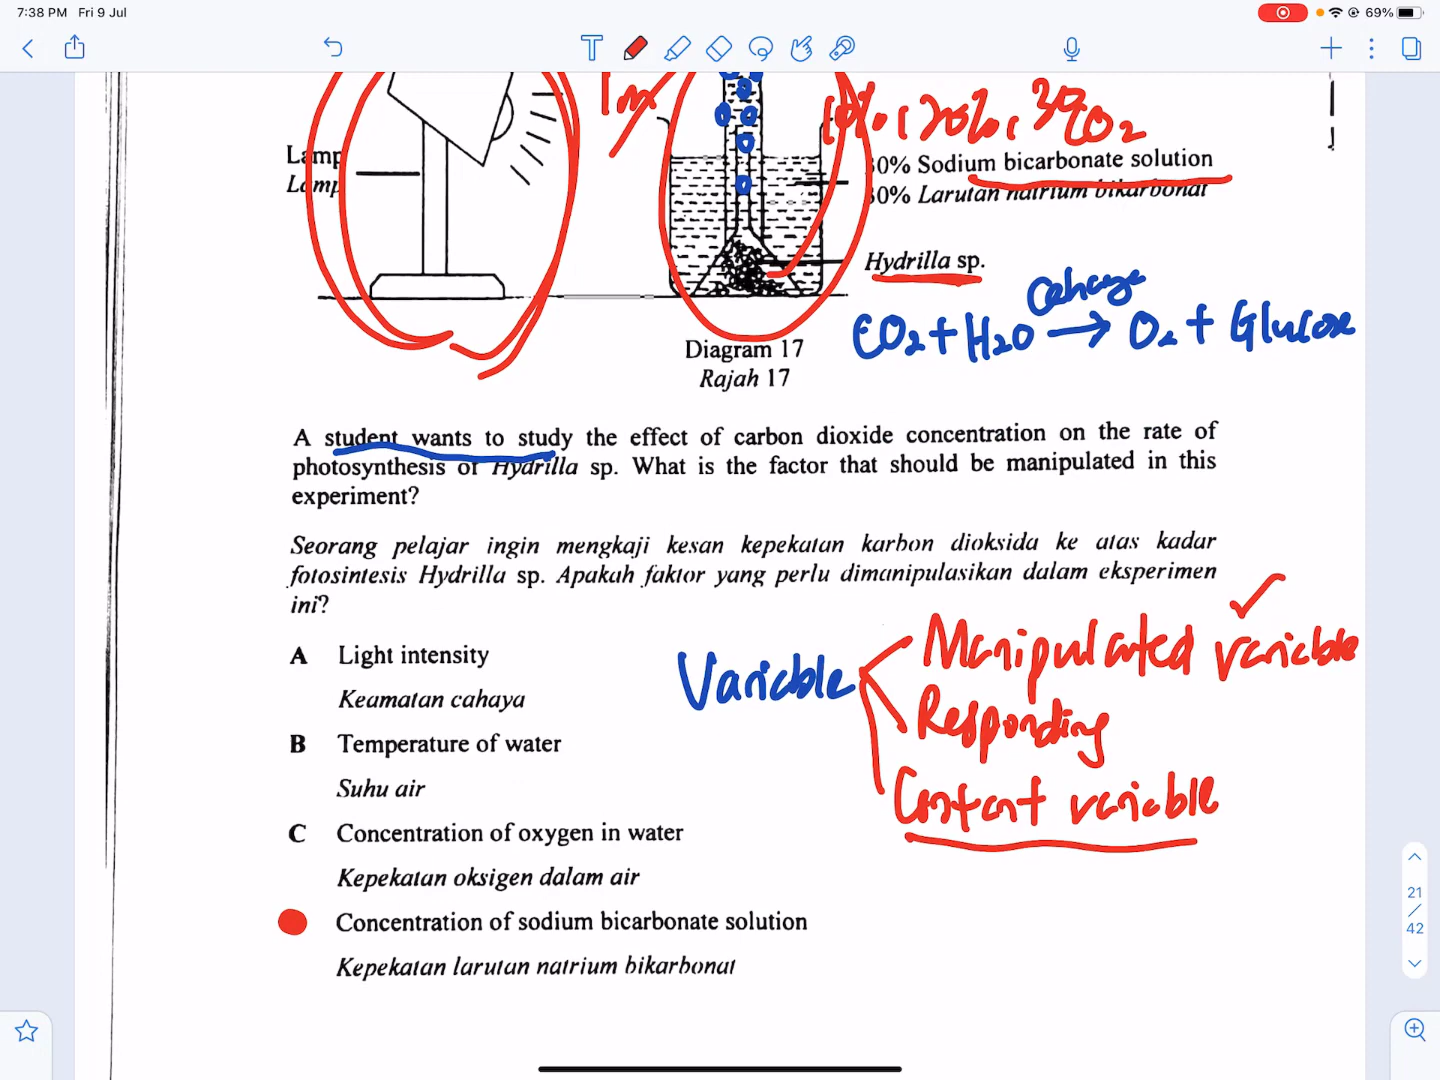 7:38 PM Fri 9 Jul
69%
1m
10%, 20%, 30%
CO2
Lamp
Lamp
30% Sodium bicarbonate solution
30% Larutan natrium bikarbonat
Hydrilla sp.
Cahaya
CO2 + H2O → O2 + Glucose
Diagram 17
Rajah 17
A student wants to study the effect of carbon dioxide concentration on the rate of
photosynthesis of Hydrilla sp. What is the factor that should be manipulated in this
experiment?
Seorang pelajar ingin mengkaji kesan kepekatan karbon dioksida ke atas kadar
fotosintesis Hydrilla sp. Apakah faktor yang perlu dimanipulasikan dalam eksperimen
ini?
A Light intensity
Keamatan cahaya
B Temperature of water
Suhu air
C Concentration of oxygen in water
Kepekatan oksigen dalam air
Concentration of sodium bicarbonate solution
Kepekatan larutan natrium bikarbonat
Variable
Manipulated variable
Responding
Constant variable
21
/
42